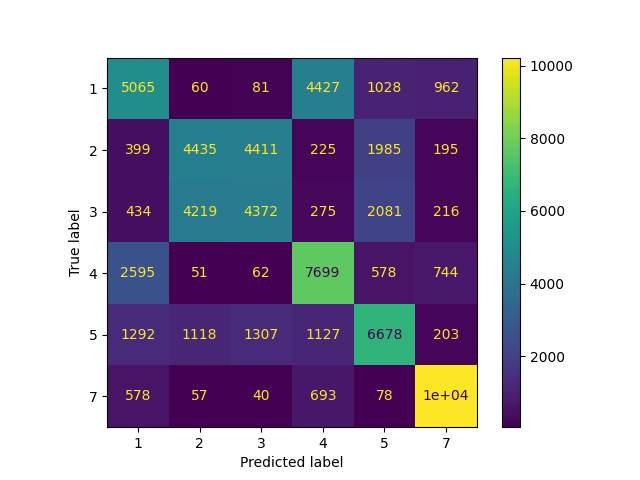 1 5065 60 81 4427 1028 962
2 399 4435 4411 225 1985 195
3 434 4219 4372 275 2081 216
4 2595 51 62 7699 578 744
5 1292 1118 1307 1127 6678 203
7 578 57 40 693 78 1e+04
1 2 3 4 5 7
Predicted label
True label
10000
8000
6000
4000
2000